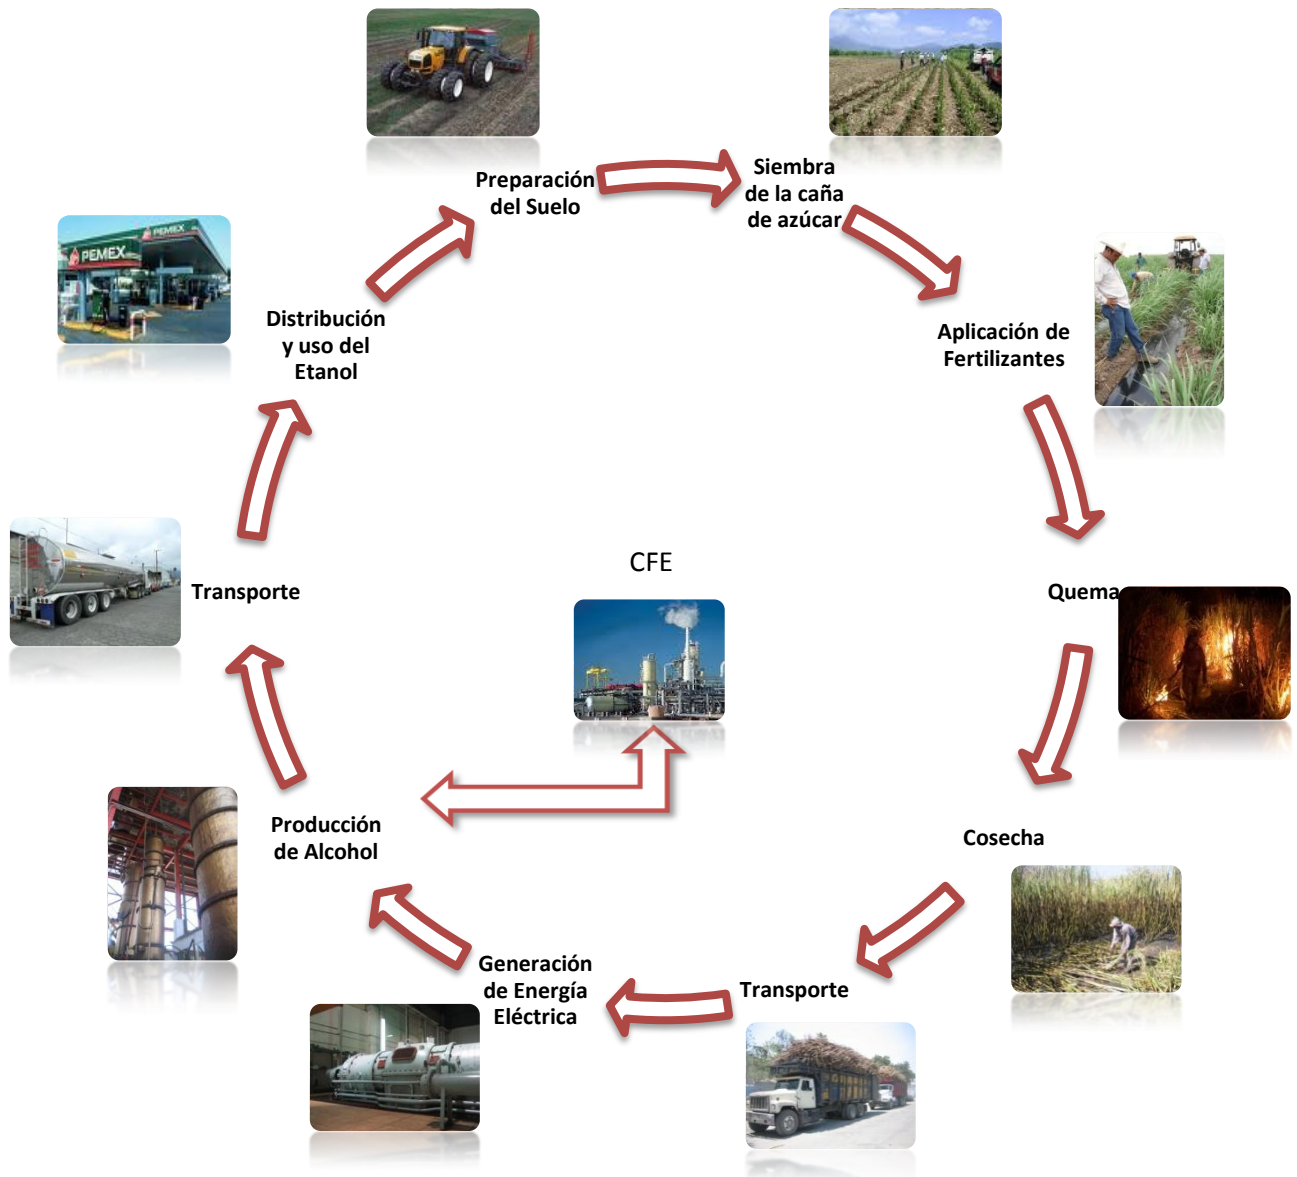 Preparación
del Suelo
Siembra
de la caña
de azúcar
PEMEX
PEMEX
Distribución
y uso del
Etanol
Aplicación de
Fertilizantes
CFE
Transporte
Quema
Producción
de Alcohol
Cosecha
Generación
de Energía
Eléctrica
Transporte